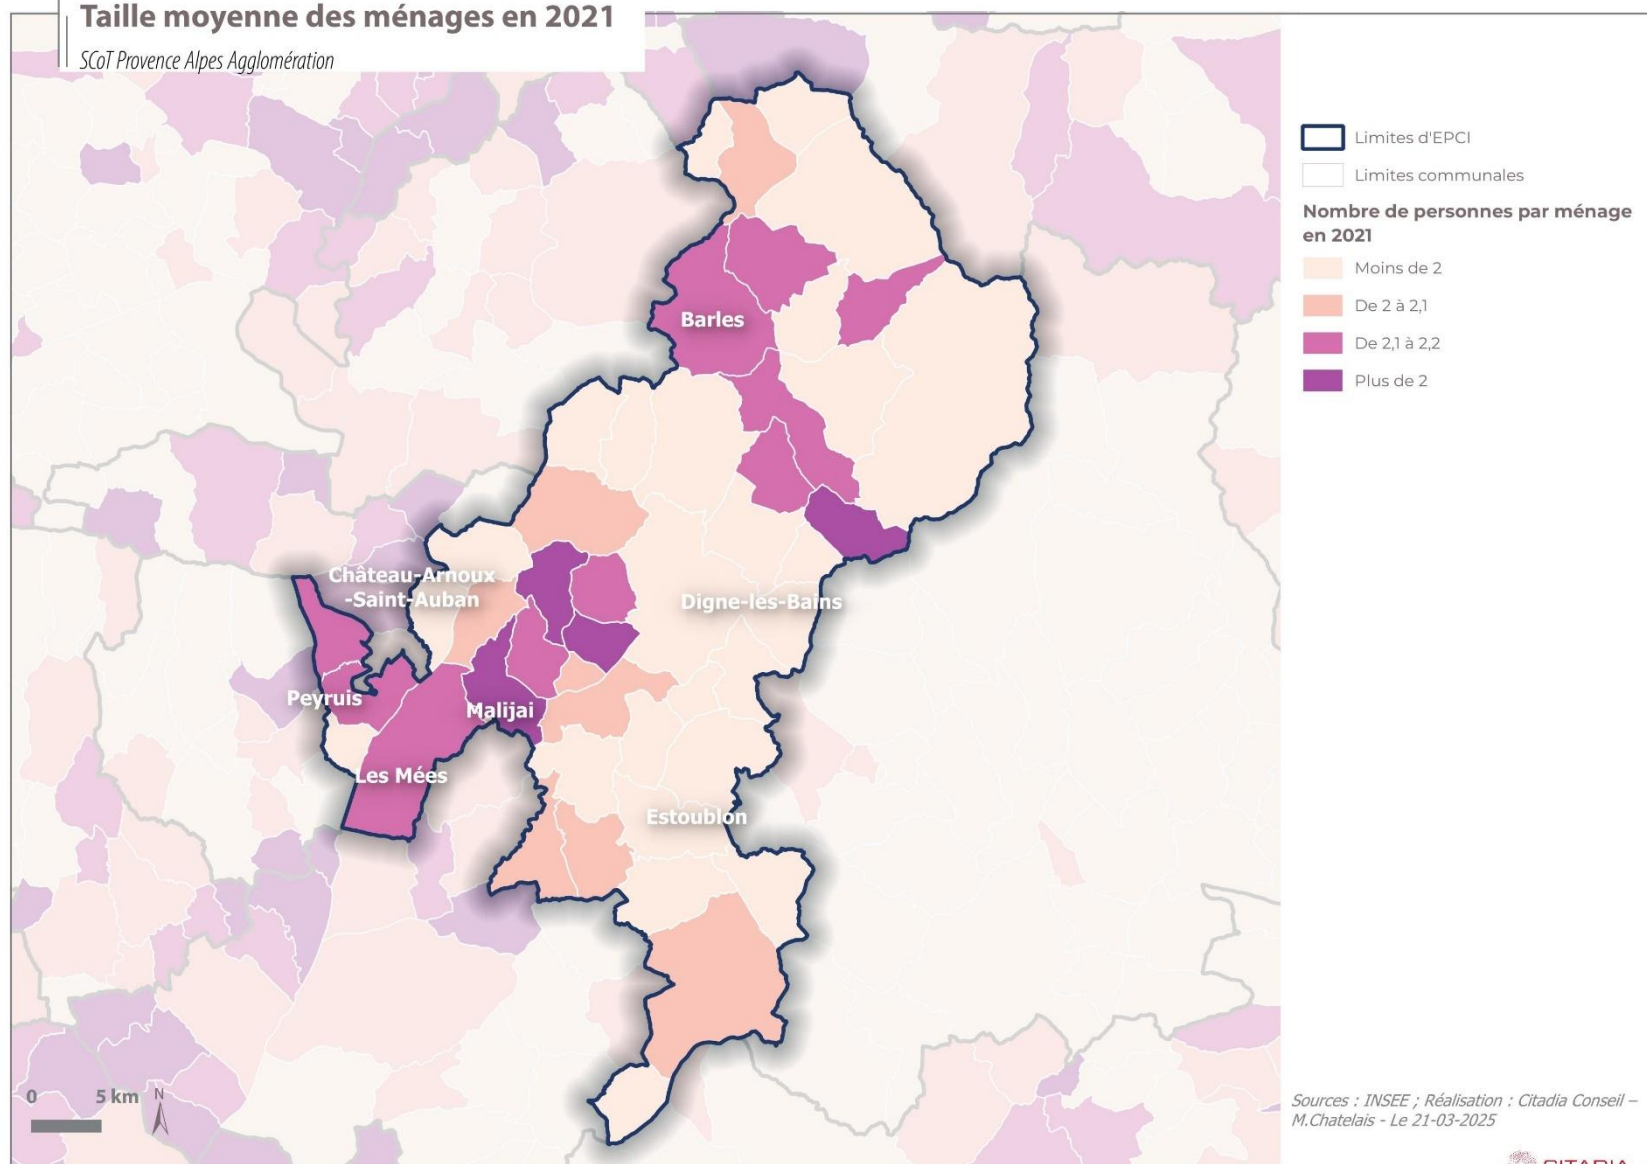 Taille moyenne des ménages en 2021
SCoT Provence Alpes Agglomération
Limites d'EPCI
Limites communales
Nombre de personnes par ménage
en 2021
Moins de 2
De 2 à 2,1
De 2,1 à 2,2
Plus de 2
Barles
Château-Arnoux
-Saint-Auban
Digne-les-Bains
Peyruis
Malijai
Les Mées
Estoublon
0 5 km N
Sources : INSEE ; Réalisation : Citadia Conseil –
M.Chatelais - Le 21-03-2025